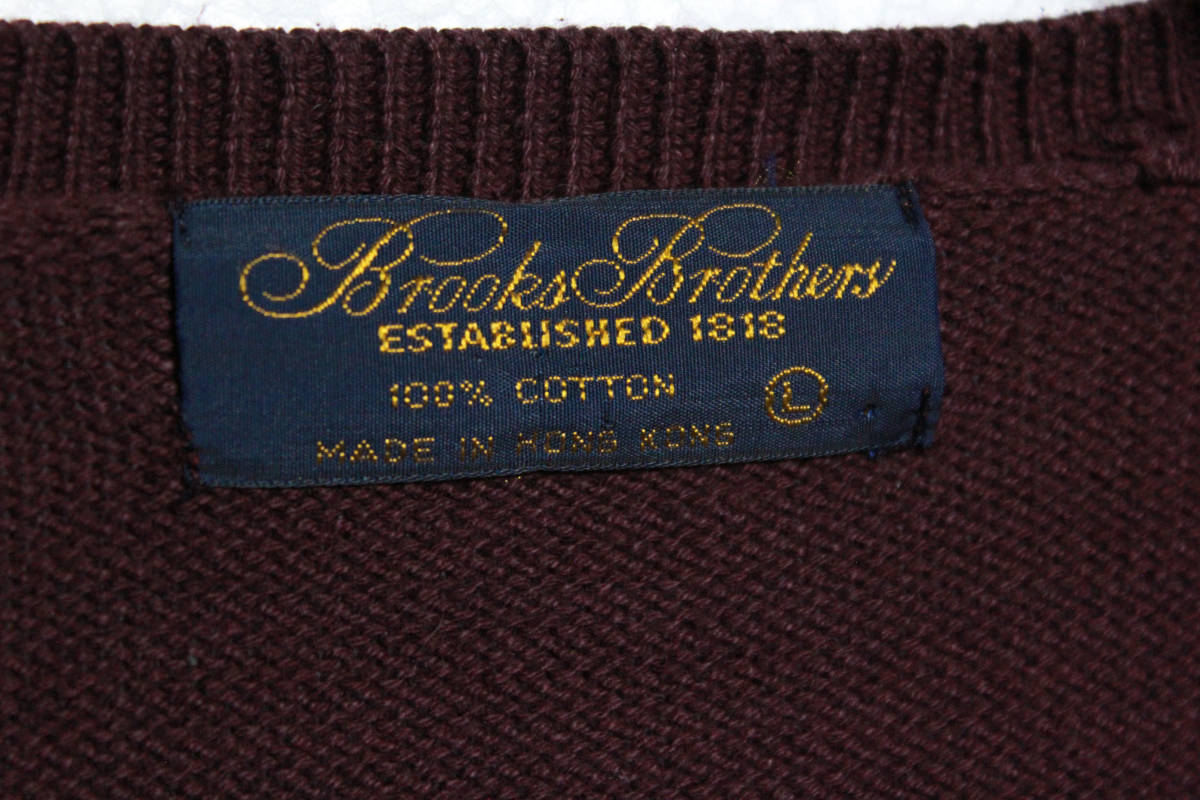 Brooks Brothers
ESTABLISHED 1818
100% COTTON L
MADE IN HONG KONG